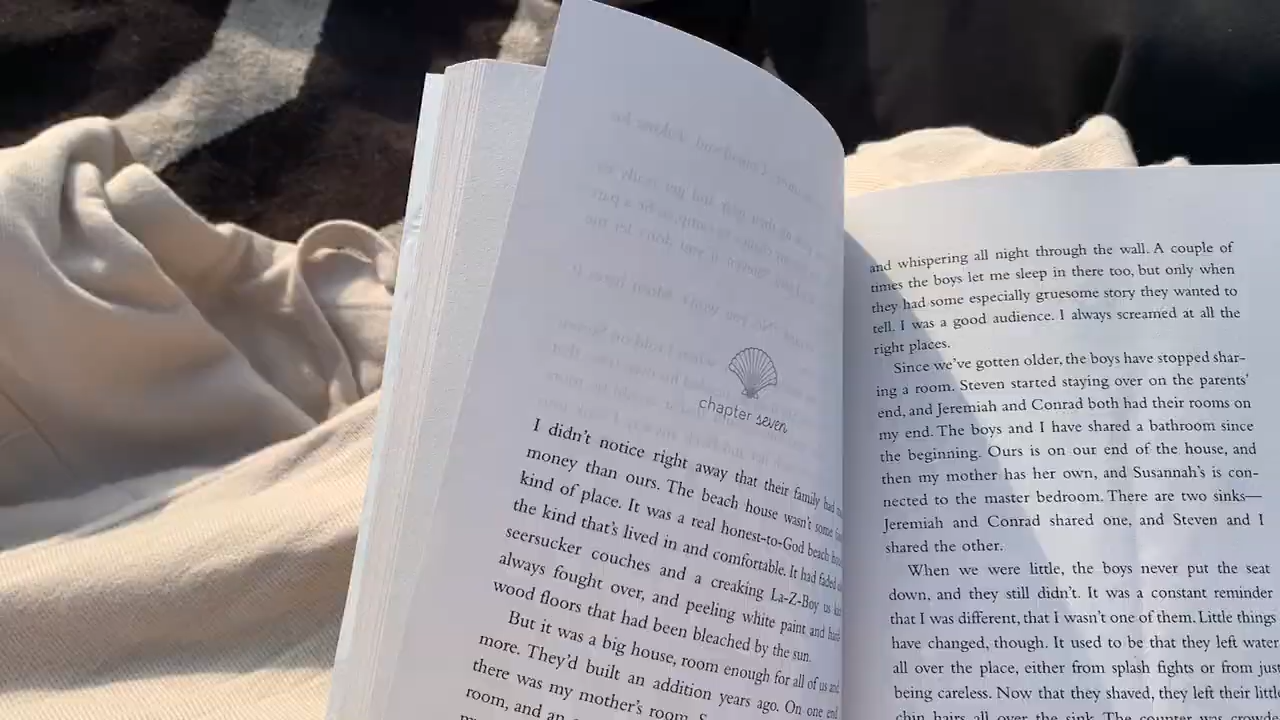 chapter seven
I didn't notice right away that their family had
money than ours. The beach house wasn't some
kind of place. It was a real honest-to-God beach
the kind that's lived in and comfortable. It had faded
seersucker couches and a creaking La-Z-Boy us
always fought over, and peeling white paint and
wood floors that had been bleached by the sun.
But it was a big house, room enough for all of us and
more. They'd built an addition years ago. On one end
there was my mother's room,
room, and an
and whispering all night through the wall. A couple of
times the boys let me sleep in there too, but only when
they had some especially gruesome story they wanted to
tell. I was a good audience. I always screamed at all the
right places.
Since we've gotten older, the boys have stopped shar-
ing a room. Steven started staying over on the parents'
end, and Jeremiah and Conrad both had their rooms on
my end. The boys and I have shared a bathroom since
the beginning. Ours is on our end of the house, and
then my mother has her own, and Susannah's is con-
nected to the master bedroom. There are two sinks—
Jeremiah and Conrad shared one, and Steven and I
shared the other.
When we were little, the boys never put the seat
down, and they still didn't. It was a constant reminder
that I was different, that I wasn't one of them. Little things
have changed, though. It used to be that they left water
all over the place, either from splash fights or from just
being careless. Now that they shaved, they left their little
chin hairs all over the sink. The counter was